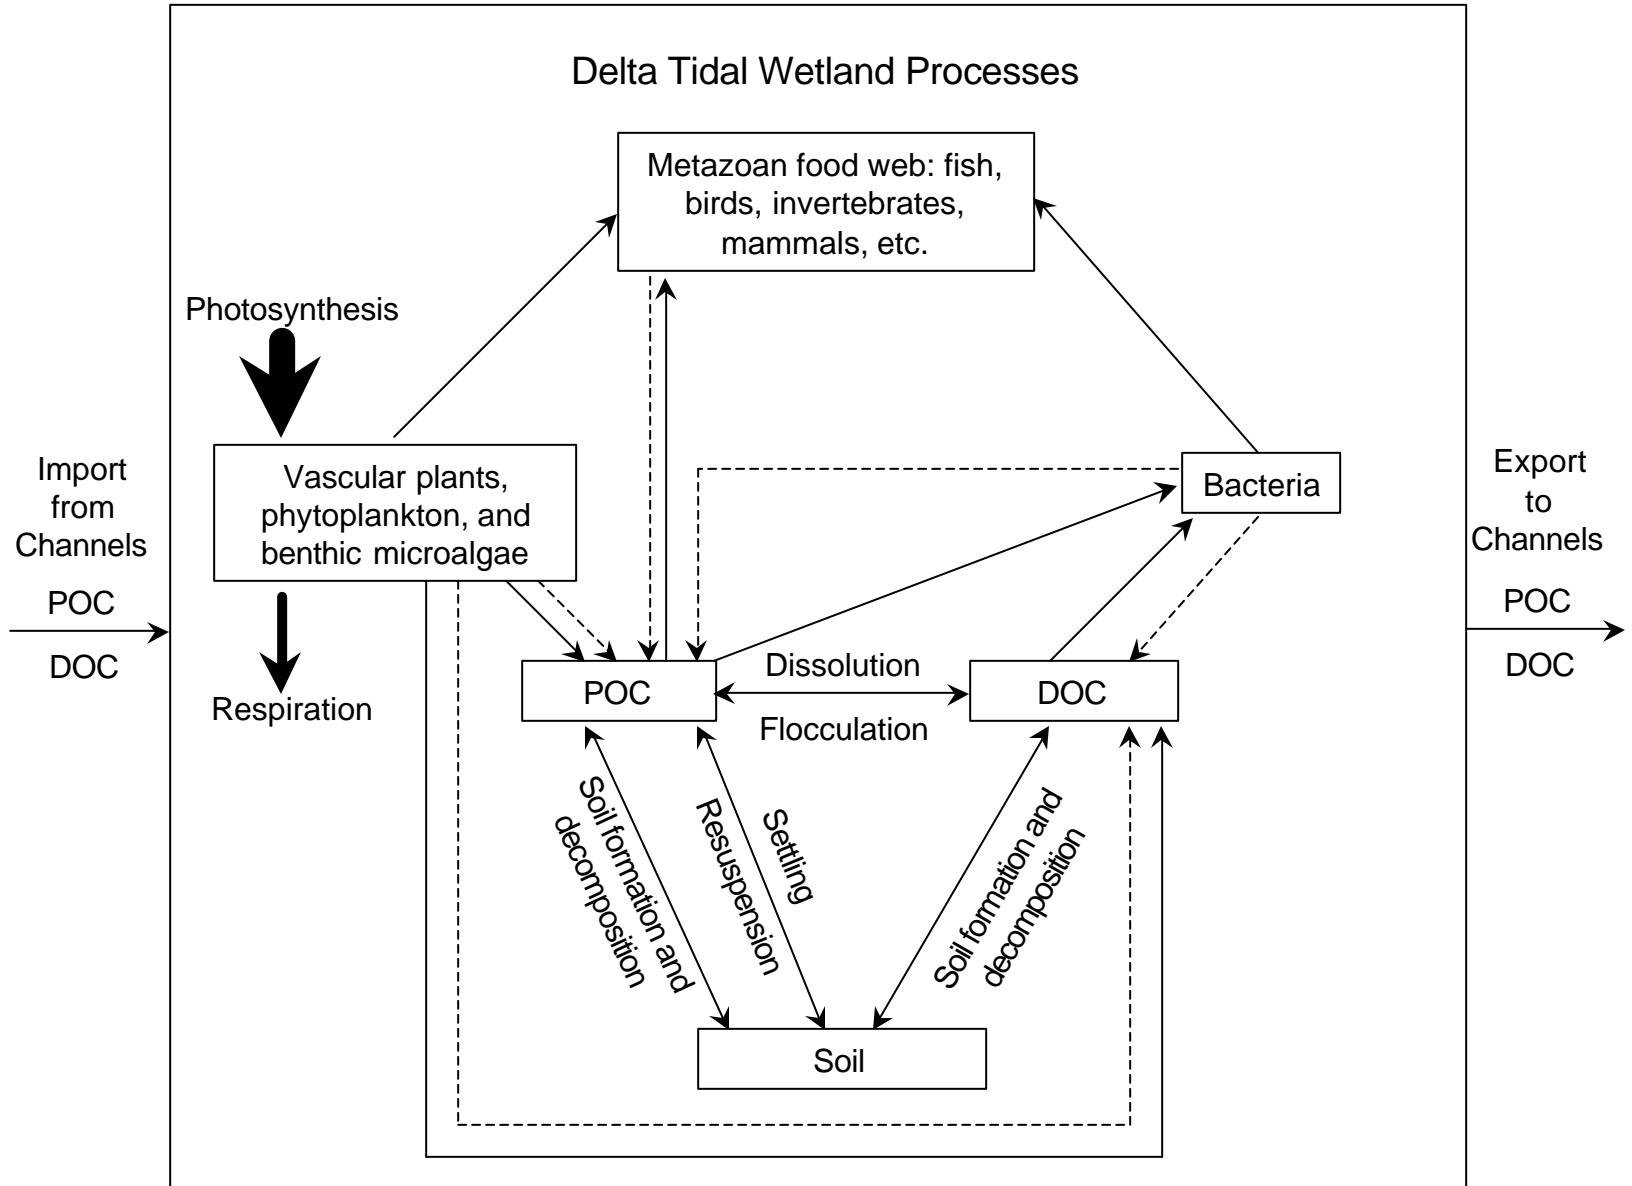 Delta Tidal Wetland Processes
Metazoan food web: fish,
birds, invertebrates,
mammals, etc.
Photosynthesis
Vascular plants,
phytoplankton, and
benthic microalgae
Bacteria
Import
from
Channels
POC
DOC
Export
to
Channels
POC
DOC
Respiration
POC
Dissolution
Flocculation
DOC
Soil formation and
decomposition
Resuspension
Settling
Soil formation and
decomposition
Soil